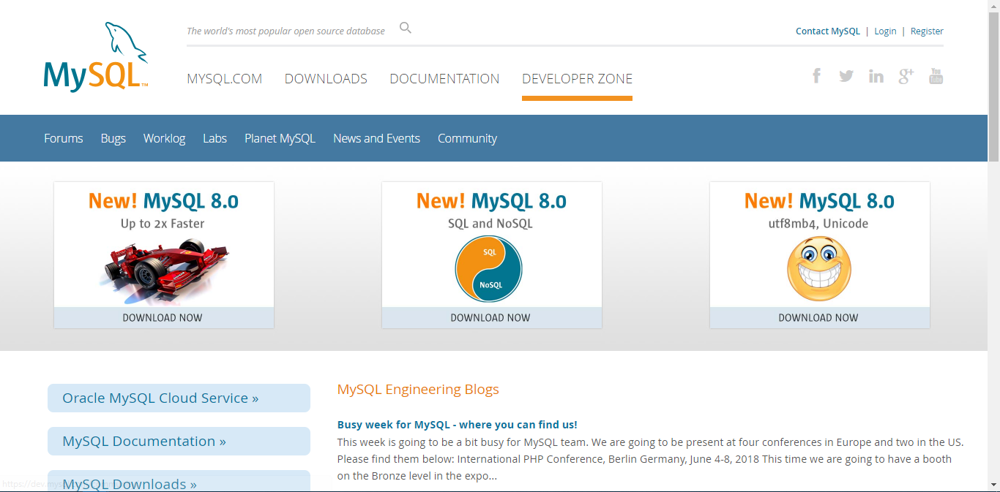 The world's most popular open source database
Contact MySQL | Login | Register
MySQL™
MYSQL.COM DOWNLOADS DOCUMENTATION DEVELOPER ZONE
You
Tube
Forums Bugs Worklog Labs Planet MySQL News and Events Community
New! MySQL 8.0
Up to 2x Faster
DOWNLOAD NOW
New! MySQL 8.0
SQL and NoSQL
SQL
NoSQL
DOWNLOAD NOW
New! MySQL 8.0
utf8mb4, Unicode
DOWNLOAD NOW
Oracle MySQL Cloud Service »
MySQL Documentation »
MySQL Downloads »
MySQL Engineering Blogs
Busy week for MySQL - where you can find us!
This week is going to be a bit busy for MySQL team. We are going to be present at four conferences in Europe and two in the US.
Please find them below: International PHP Conference, Berlin Germany, June 4-8, 2018 This time we are going to have a booth
on the Bronze level in the expo...